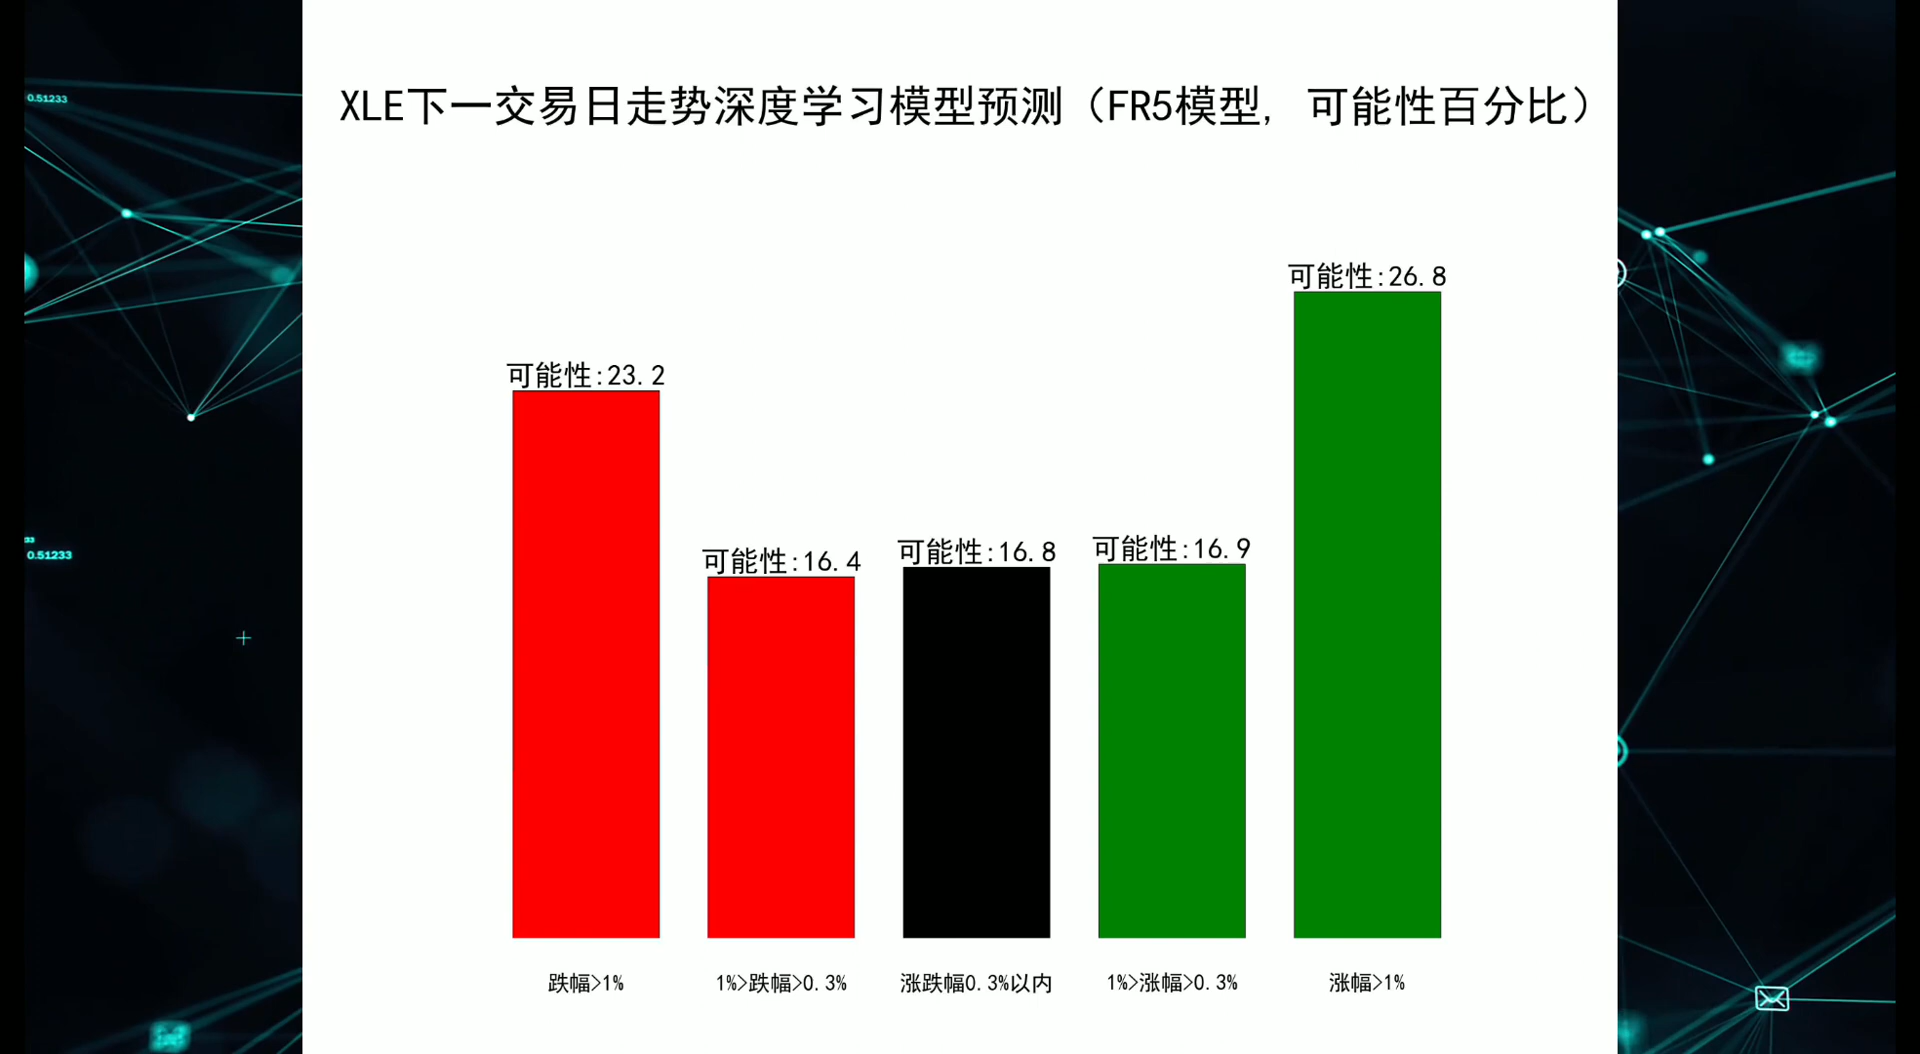 XLE下一交易日走势深度学习模型预测（FR5模型, 可能性百分比）
0.51233
可能性:26.8
可能性:23.2
可能性:16.4
可能性:16.8
可能性:16.9
33
0.51233
跌幅>1%
1%>跌幅>0.3%
涨跌幅0.3%以内
1%>涨幅>0.3%
涨幅>1%